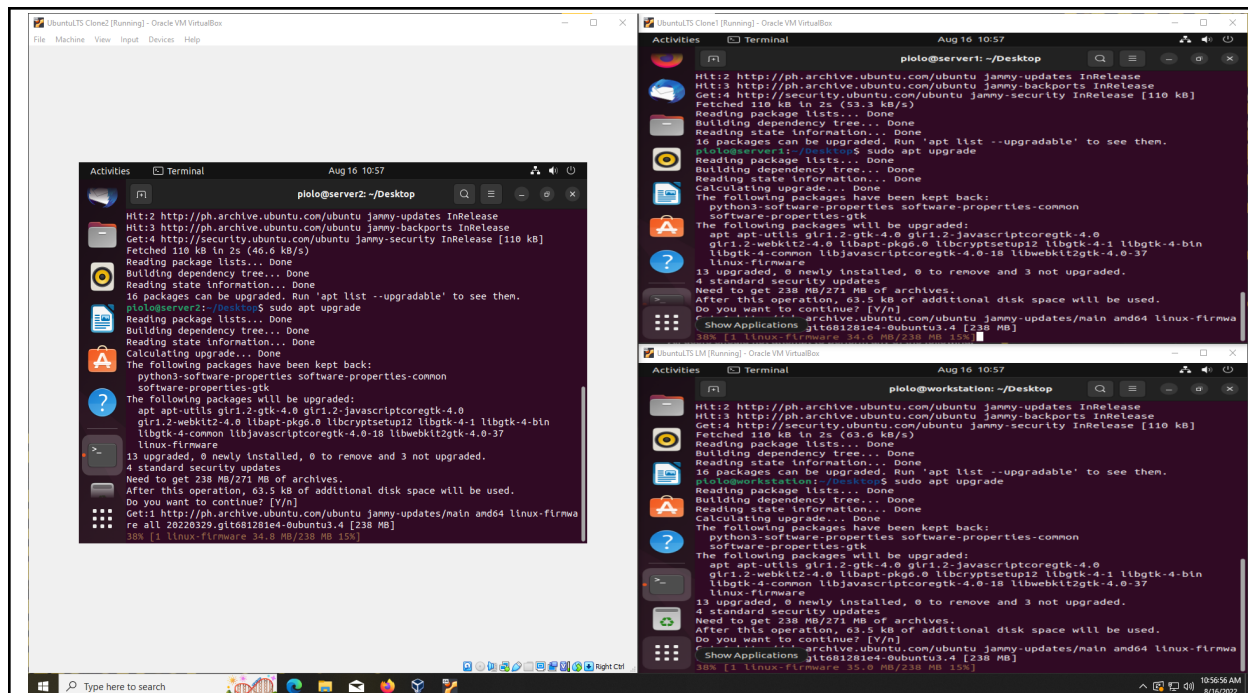 UbuntuLTS Clone2 [Running] - Oracle VM VirtualBox
File Machine View Input Devices Help
Activities Terminal Aug 16 10:57
piolo@server2: ~/Desktop
Hit:2 http://ph.archive.ubuntu.com/ubuntu jammy-updates InRelease
Hit:3 http://ph.archive.ubuntu.com/ubuntu jammy-backports InRelease
Get:4 http://security.ubuntu.com/ubuntu jammy-security InRelease [110 kB]
Fetched 110 kB in 2s (46.6 kB/s)
Reading package lists... Done
Building dependency tree... Done
Reading state information... Done
16 packages can be upgraded. Run 'apt list --upgradable' to see them.
piolo@server2:~/Desktop$ sudo apt upgrade
Reading package lists... Done
Building dependency tree... Done
Reading state information... Done
Calculating upgrade... Done
The following packages have been kept back:
python3-software-properties software-properties-common
software-properties-gtk
The following packages will be upgraded:
apt apt-utils gir1.2-gtk-4.0 gir1.2-javascriptcoregtk-4.0
gir1.2-webkit2-4.0 libapt-pkg6.0 libcryptsetup12 libgtk-4-1 libgtk-4-bin
libgtk-4-common libjavascriptcoregtk-4.0-18 libwebkit2gtk-4.0-37
linux-firmware
13 upgraded, 0 newly installed, 0 to remove and 3 not upgraded.
4 standard security updates
Need to get 238 MB/271 MB of archives.
After this operation, 63.5 kB of additional disk space will be used.
Do you want to continue? [Y/n]
Get:1 http://ph.archive.ubuntu.com/ubuntu jammy-updates/main amd64 linux-firmwa
re all 20220329.git681281e4-0ubuntu3.4 [238 MB]
38% [1 linux-firmware 34.8 MB/238 MB 15%]
Right Ctrl
UbuntuLTS Clone1 [Running] - Oracle VM VirtualBox
Activities Terminal Aug 16 10:57
piolo@server1: ~/Desktop
Hit:2 http://ph.archive.ubuntu.com/ubuntu jammy-updates InRelease
Hit:3 http://ph.archive.ubuntu.com/ubuntu jammy-backports InRelease
Get:4 http://security.ubuntu.com/ubuntu jammy-security InRelease [110 kB]
Fetched 110 kB in 2s (53.3 kB/s)
Reading package lists... Done
Building dependency tree... Done
Reading state information... Done
16 packages can be upgraded. Run 'apt list --upgradable' to see them.
piolo@server1:~/Desktop$ sudo apt upgrade
Reading package lists... Done
Building dependency tree... Done
Reading state information... Done
Calculating upgrade... Done
The following packages have been kept back:
python3-software-properties software-properties-common
software-properties-gtk
The following packages will be upgraded:
apt apt-utils gir1.2-gtk-4.0 gir1.2-javascriptcoregtk-4.0
gir1.2-webkit2-4.0 libapt-pkg6.0 libcryptsetup12 libgtk-4-1 libgtk-4-bin
libgtk-4-common libjavascriptcoregtk-4.0-18 libwebkit2gtk-4.0-37
linux-firmware
13 upgraded, 0 newly installed, 0 to remove and 3 not upgraded.
4 standard security updates
Need to get 238 MB/271 MB of archives.
After this operation, 63.5 kB of additional disk space will be used.
Do you want to continue? [Y/n]
archive.ubuntu.com/ubuntu jammy-updates/main amd64 linux-firmwa
Show Applications git681281e4-0ubuntu3.4 [238 MB]
38% [1 linux-firmware 34.6 MB/238 MB 15%]
UbuntuLTS LM [Running] - Oracle VM VirtualBox
Activities Terminal Aug 16 10:57
piolo@workstation: ~/Desktop
Hit:2 http://ph.archive.ubuntu.com/ubuntu jammy-updates InRelease
Hit:3 http://ph.archive.ubuntu.com/ubuntu jammy-backports InRelease
Get:4 http://security.ubuntu.com/ubuntu jammy-security InRelease [110 kB]
Fetched 110 kB in 2s (63.6 kB/s)
Reading package lists... Done
Building dependency tree... Done
Reading state information... Done
16 packages can be upgraded. Run 'apt list --upgradable' to see them.
piolo@workstation:~/Desktop$ sudo apt upgrade
Reading package lists... Done
Building dependency tree... Done
Reading state information... Done
Calculating upgrade... Done
The following packages have been kept back:
python3-software-properties software-properties-common
software-properties-gtk
The following packages will be upgraded:
apt apt-utils gir1.2-gtk-4.0 gir1.2-javascriptcoregtk-4.0
gir1.2-webkit2-4.0 libapt-pkg6.0 libcryptsetup12 libgtk-4-1 libgtk-4-bin
libgtk-4-common libjavascriptcoregtk-4.0-18 libwebkit2gtk-4.0-37
linux-firmware
13 upgraded, 0 newly installed, 0 to remove and 3 not upgraded.
4 standard security updates
Need to get 238 MB/271 MB of archives.
After this operation, 63.5 kB of additional disk space will be used.
Do you want to continue? [Y/n]
archive.ubuntu.com/ubuntu jammy-updates/main amd64 linux-firmwa
Show Applications git681281e4-0ubuntu3.4 [238 MB]
38% [1 linux-firmware 35.0 MB/238 MB 15%]
Type here to search
10:56:56 AM
8/16/2022